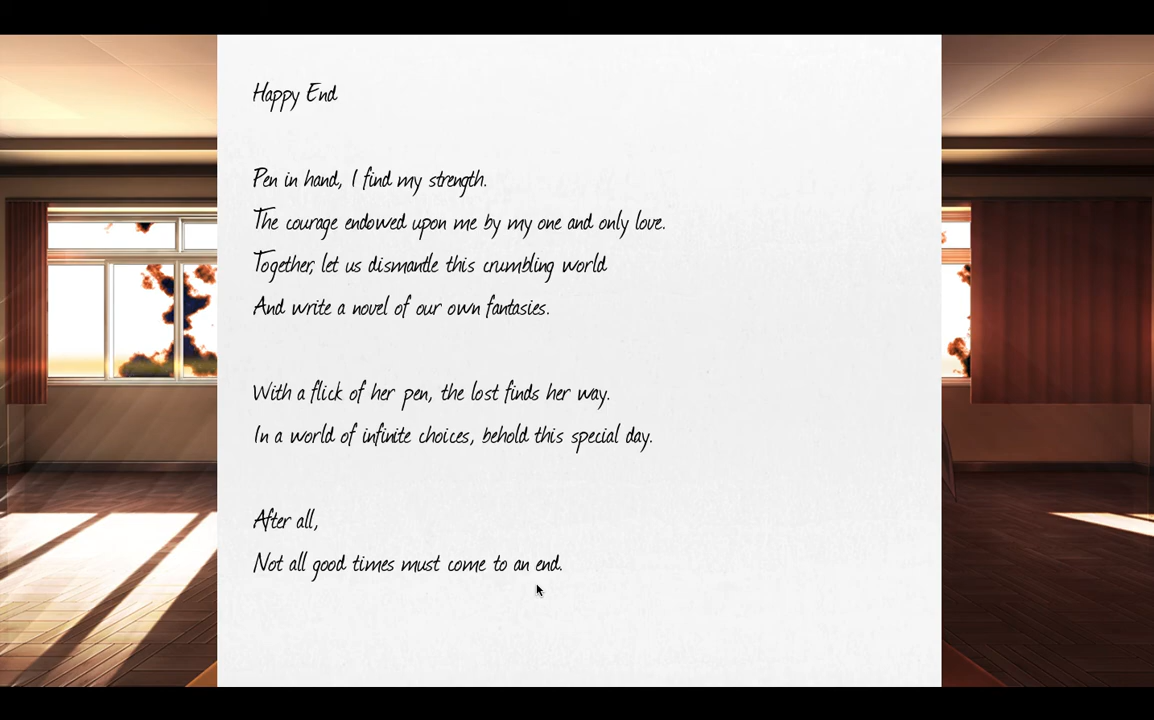 Happy End
Pen in hand, I find my strength.
The courage endowed upon me by my one and only love.
Together, let us dismantle this crumbling world
And write a novel of our own fantasies.
With a flick of her pen, the lost finds her way.
In a world of infinite choices, behold this special day.
After all,
Not all good times must come to an end.